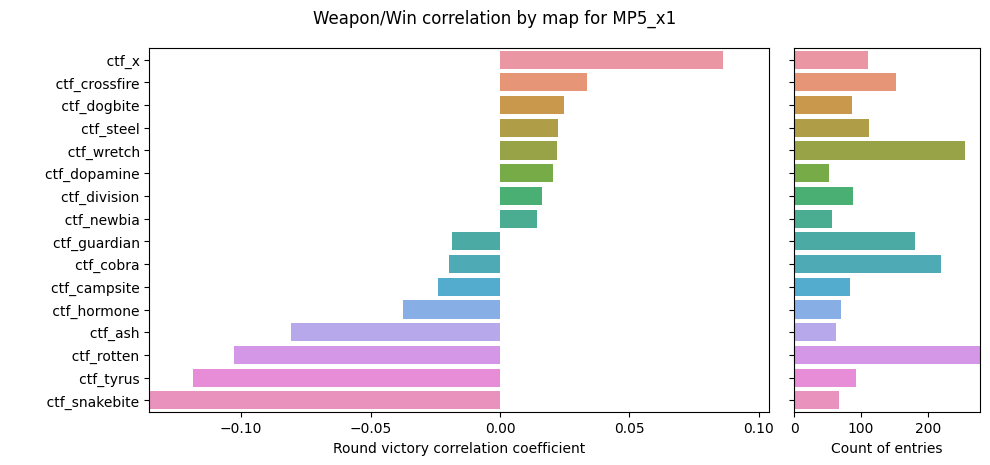 Weapon/Win correlation by map for MP5_x1
ctf_x
ctf_crossfire
ctf_dogbite
ctf_steel
ctf_wretch
ctf_dopamine
ctf_division
ctf_newbia
ctf_guardian
ctf_cobra
ctf_campsite
ctf_hormone
ctf_ash
ctf_rotten
ctf_tyrus
ctf_snakebite
−0.10 −0.05 0.00 0.05 0.10
Round victory correlation coefficient
0 100 200
Count of entries